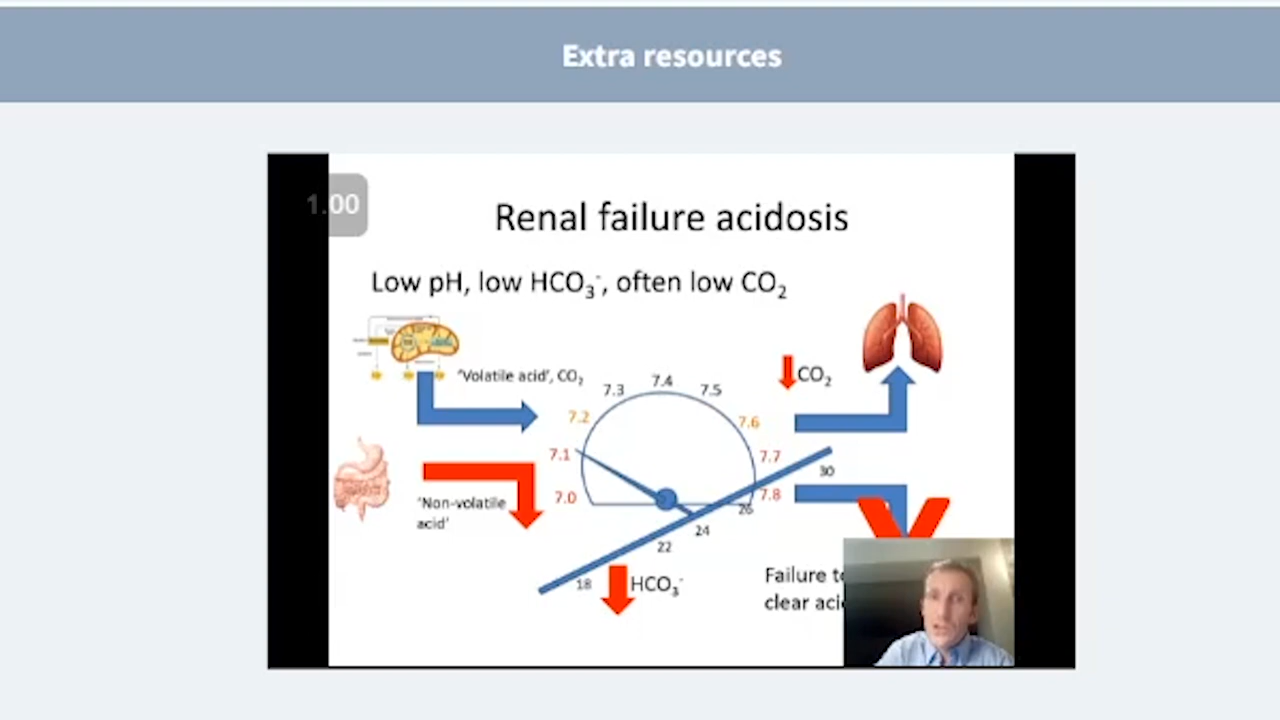 Extra resources
1.00
Renal failure acidosis
Low pH, low HCO₃⁻, often low CO₂
'Volatile acid', CO₂
CO₂
7.4
7.3
7.5
7.2
7.6
7.1
7.7
7.0
7.8
30
'Non-volatile
acid'
26
24
22
18
HCO₃⁻
Failure
clear